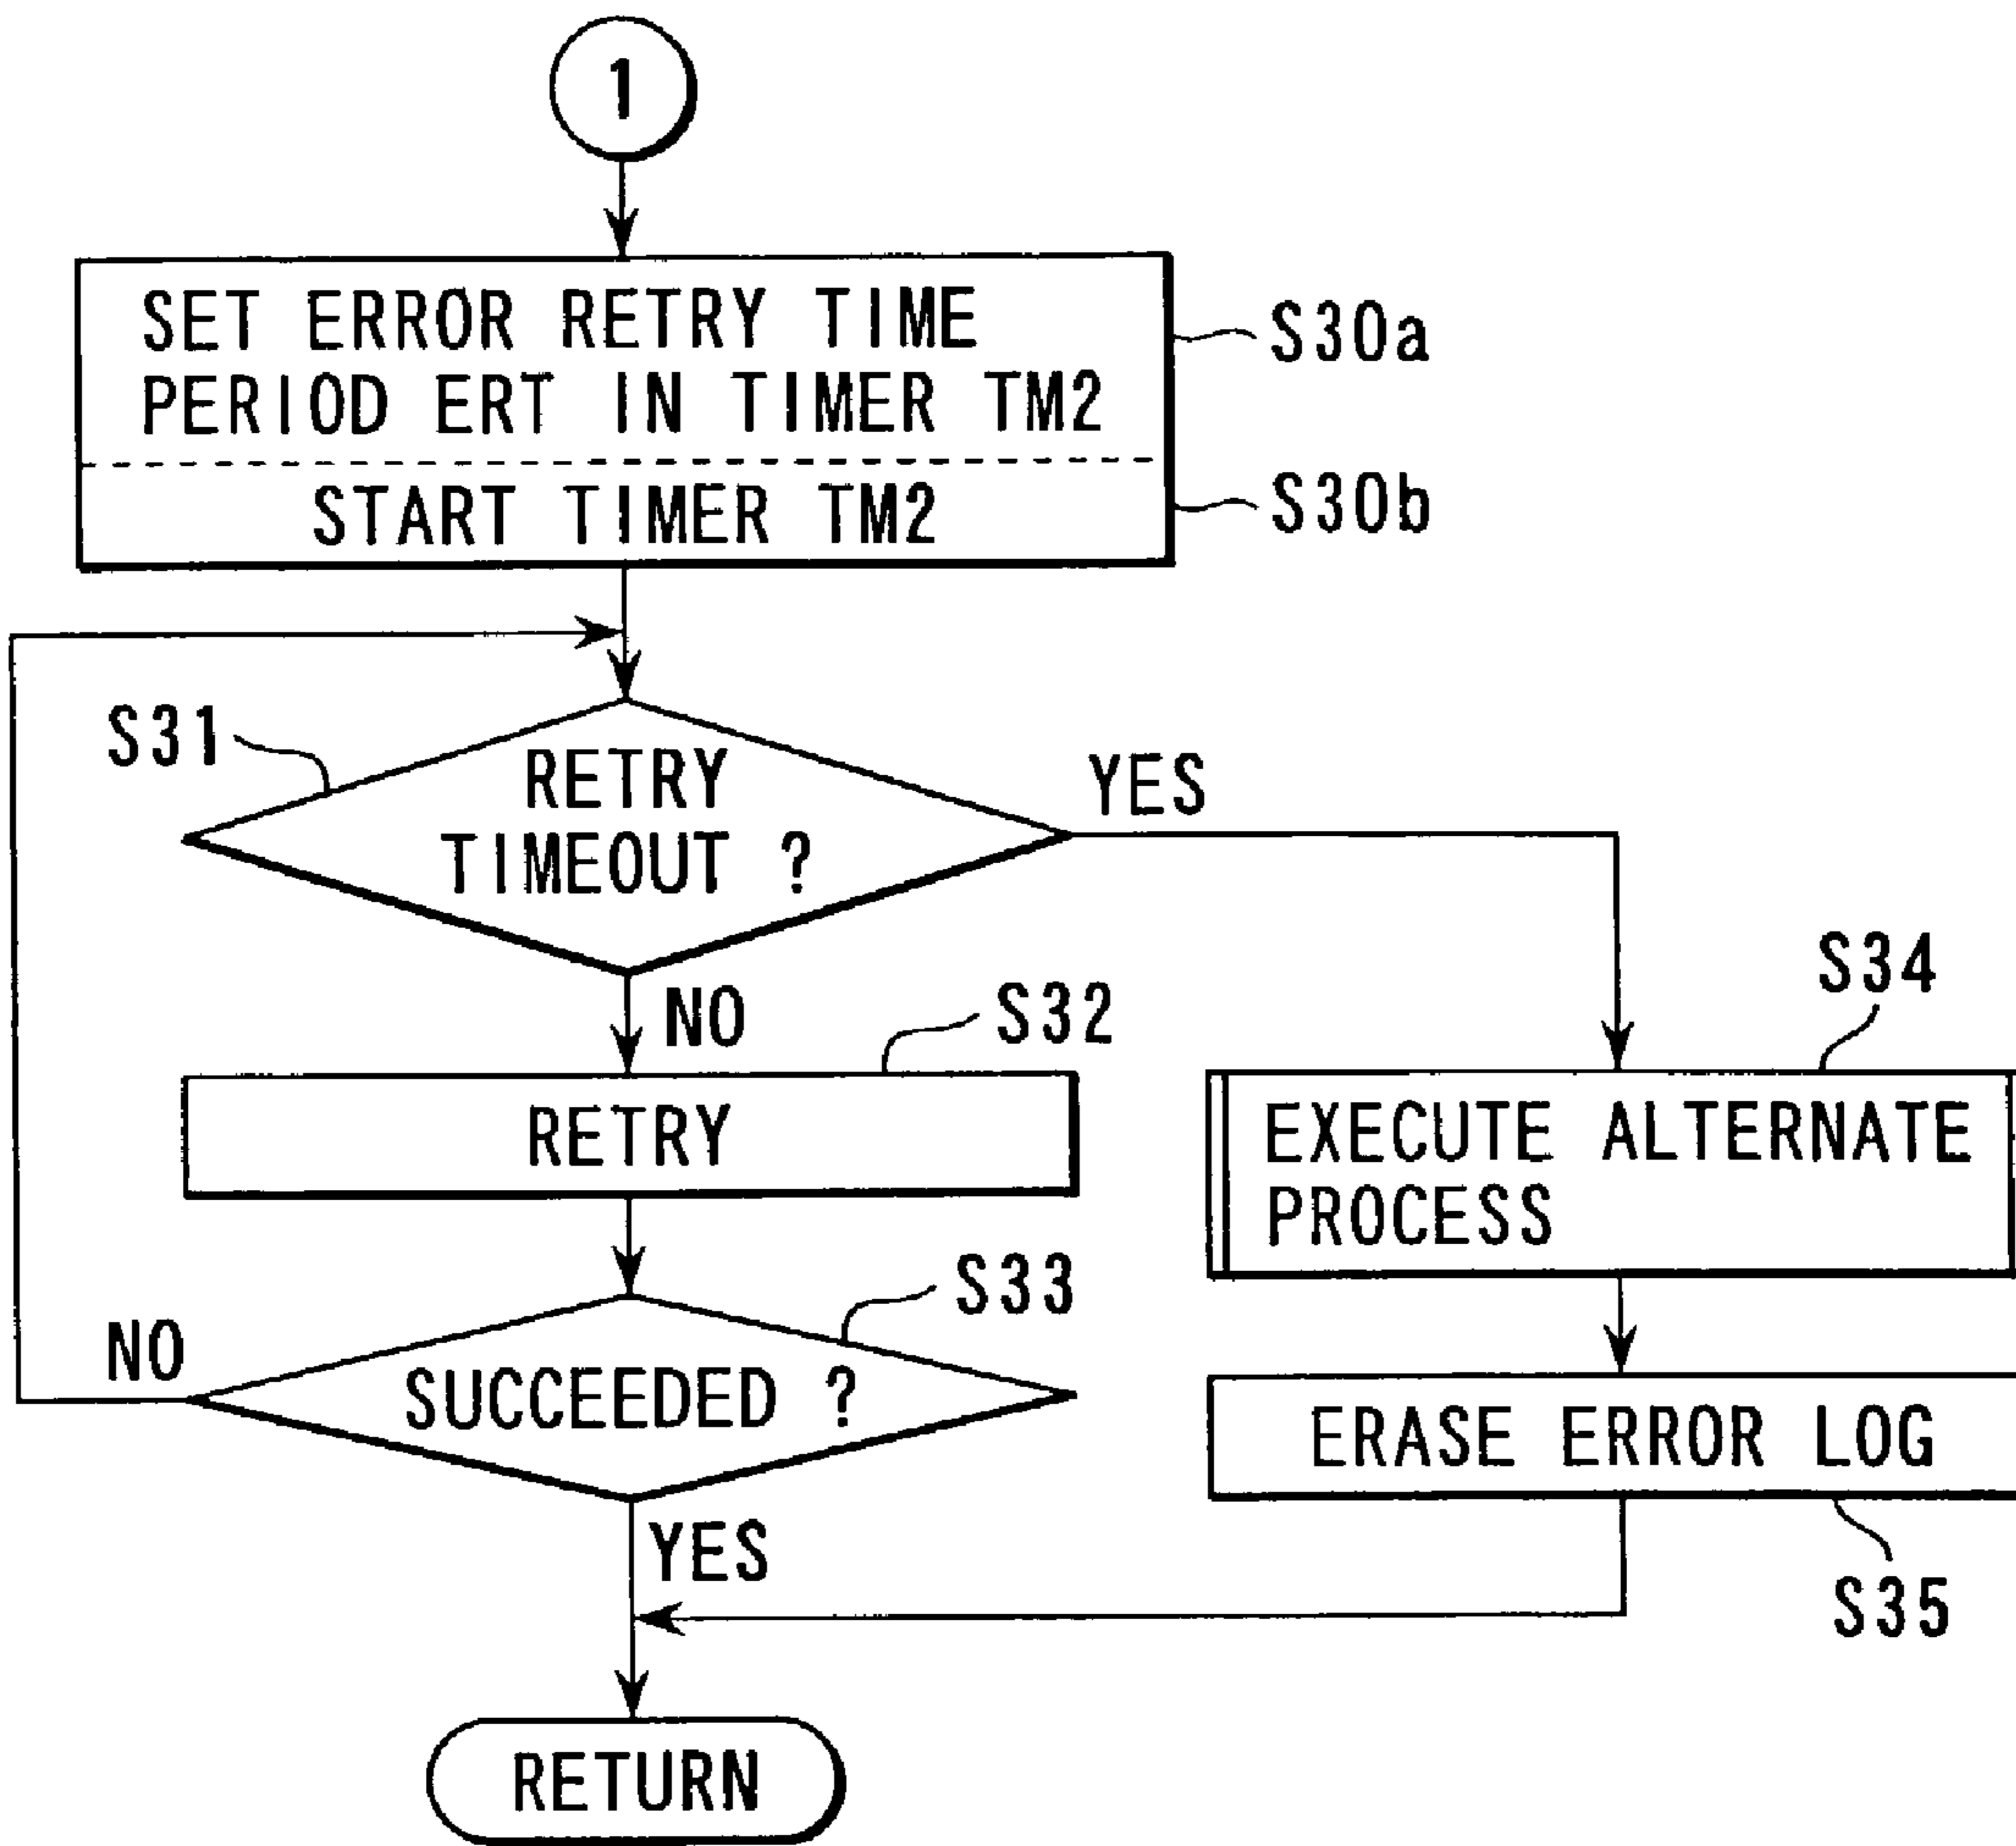 1
SET ERROR RETRY TIME
PERIOD ERT IN TIMER TM2
S30a
START TIMER TM2
S30b
S31
RETRY
TIMEOUT ?
YES
NO
S32
RETRY
S34
EXECUTE ALTERNATE
PROCESS
S33
SUCCEEDED ?
NO
YES
ERASE ERROR LOG
S35
RETURN